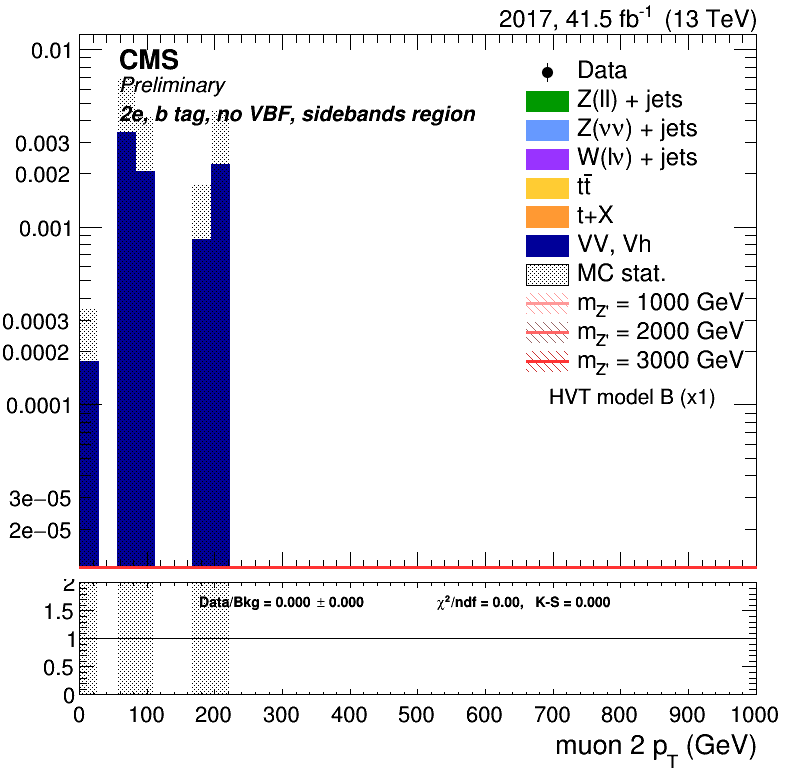 2017, 41.5 fb-1 (13 TeV)
CMS
Preliminary
2e, b tag, no VBF, sidebands region
Data
Z(ll) + jets
Z(νν) + jets
W(lν) + jets
tt̄
t+X
VV, Vh
MC stat.
mZ' = 1000 GeV
mZ' = 2000 GeV
mZ' = 3000 GeV
HVT model B (x1)
0.01
0.003
0.002
0.001
0.0003
0.0002
0.0001
3e−05
2e−05
Data/Bkg = 0.000 ± 0.000 χ²/ndf = 0.00, K-S = 0.000
2
1.5
1
0.5
0
0 100 200 300 400 500 600 700 800 900 1000
muon 2 pT (GeV)